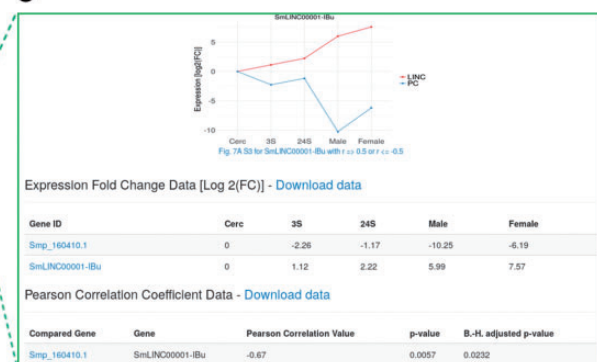 SmLINC00001-IBu
5
0
-5
-10
Expression [log2(FC)]
LINC
PC
Cerc 3S 24S Male Female
Fig. 7A S3 for SmLINC00001-IBu with r => 0.5 or r <= -0.5
Expression Fold Change Data [Log 2(FC)] - Download data
Gene ID Cerc 3S 24S Male Female
Smp_160410.1 0 -2.26 -1.17 -10.25 -6.19
SmLINC00001-IBu 0 1.12 2.22 5.99 7.57
Pearson Correlation Coefficient Data - Download data
Compared Gene Gene Pearson Correlation Value p-value B.-H. adjusted p-value
Smp_160410.1 SmLINC00001-IBu -0.67 0.0057 0.0232